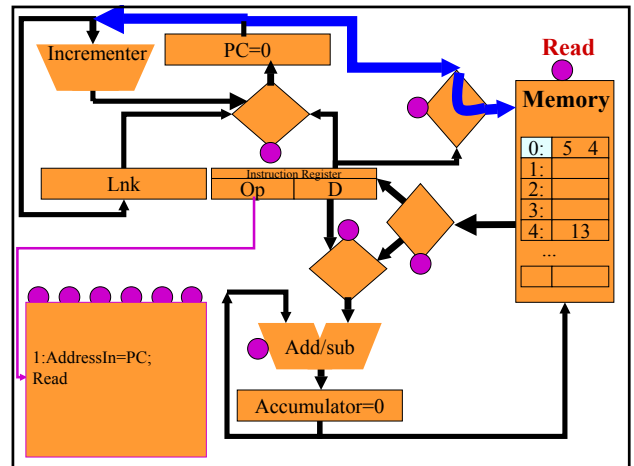 Read
Incrementer
PC=0
Memory
0: 5 4
1:
2:
3:
4: 13
...
Lnk
Instruction Register
Op D
1:AddressIn=PC;
Read
Add/sub
Accumulator=0